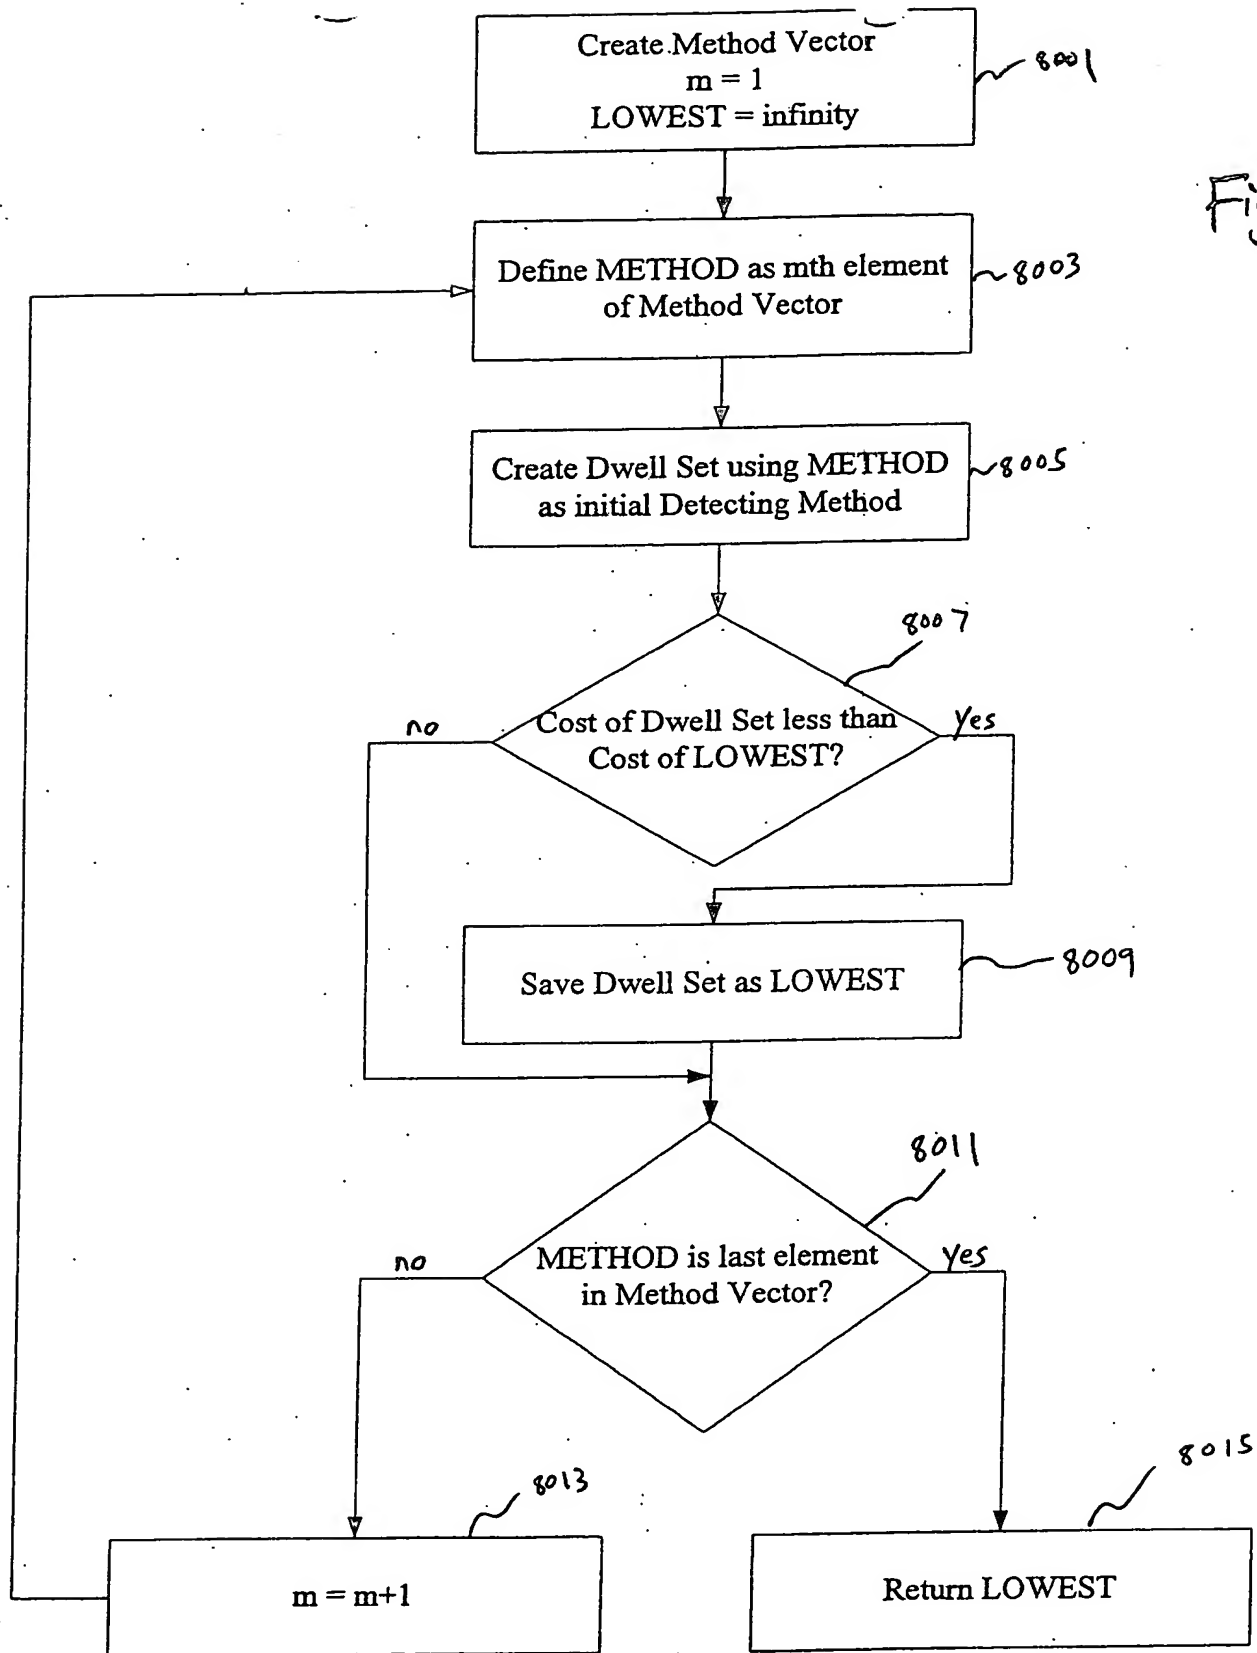 Create Method Vector
m = 1
LOWEST = infinity
8001
Define METHOD as mth element
of Method Vector
8003
Create Dwell Set using METHOD
as initial Detecting Method
8005
8007
Cost of Dwell Set less than
Cost of LOWEST?
no
yes
Save Dwell Set as LOWEST
8009
8011
METHOD is last element
in Method Vector?
no
yes
8013
m = m+1
8015
Return LOWEST